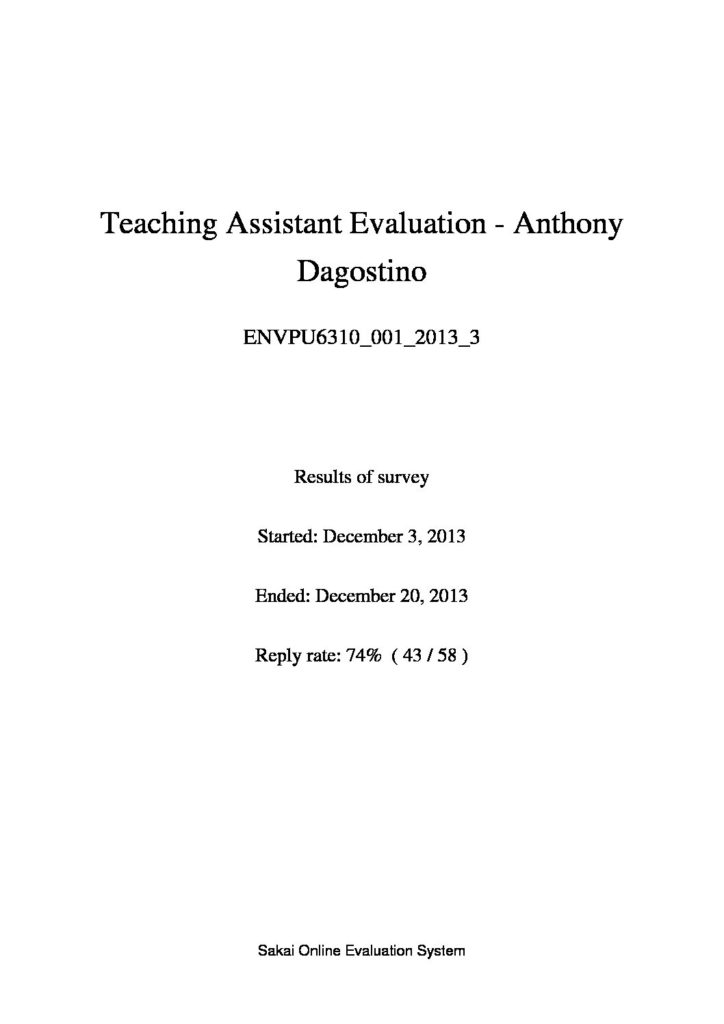 Teaching Assistant Evaluation - Anthony
Dagostino
ENVPU6310_001_2013_3
Results of survey
Started: December 3, 2013
Ended: December 20, 2013
Reply rate: 74% ( 43 / 58 )
Sakai Online Evaluation System